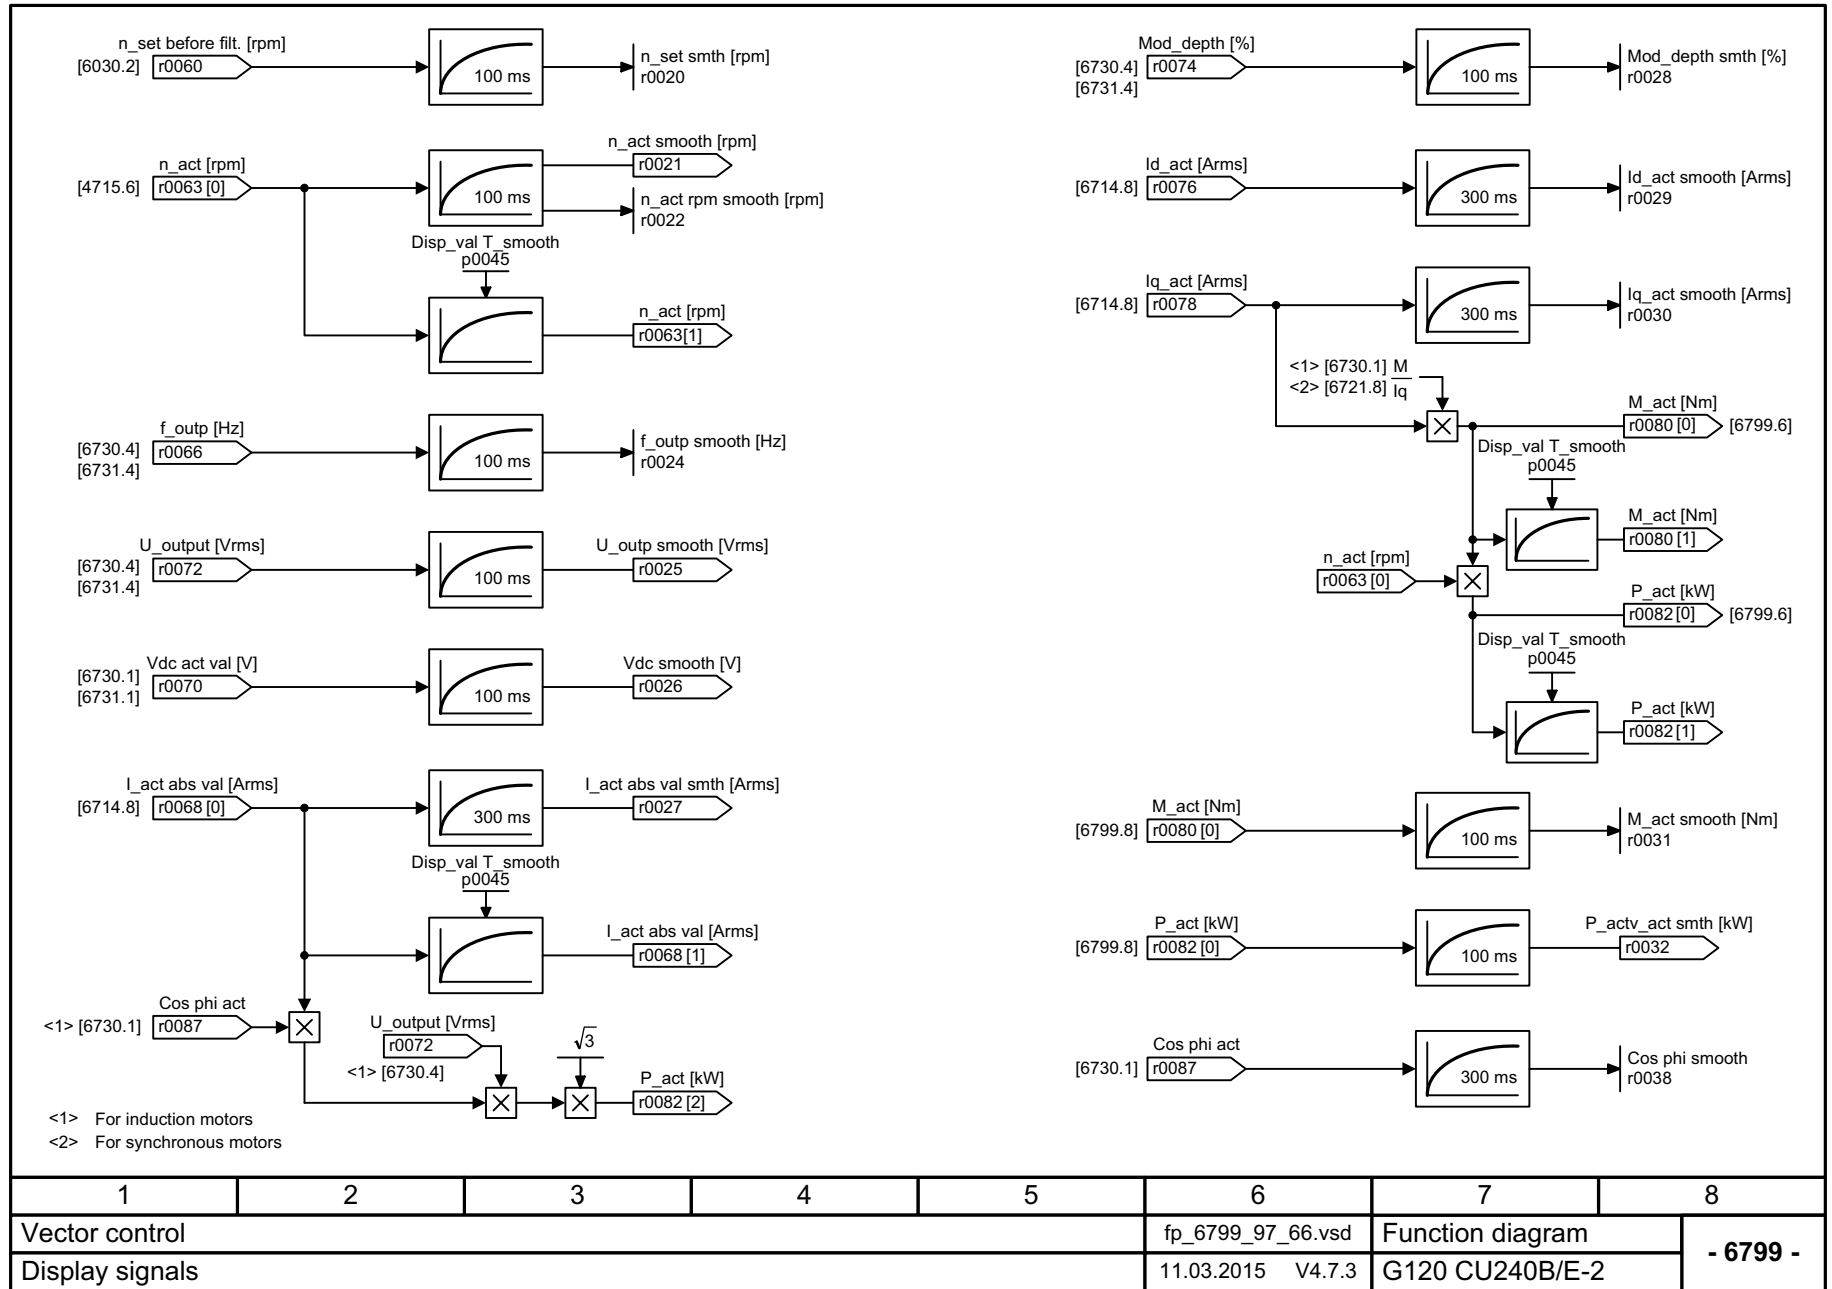 n_set before filt. [rpm]
[6030.2] r0060
100 ms
n_set smth [rpm]
r0020
n_act [rpm]
[4715.6] r0063 [0]
100 ms
n_act smooth [rpm]
r0021
n_act rpm smooth [rpm]
r0022
Disp_val T_smooth
p0045
n_act [rpm]
r0063[1]
f_outp [Hz]
[6730.4] r0066
[6731.4]
100 ms
f_outp smooth [Hz]
r0024
U_output [Vrms]
[6730.4] r0072
[6731.4]
100 ms
U_outp smooth [Vrms]
r0025
Vdc act val [V]
[6730.1] r0070
[6731.1]
100 ms
Vdc smooth [V]
r0026
I_act abs val [Arms]
[6714.8] r0068 [0]
300 ms
I_act abs val smth [Arms]
r0027
Disp_val T_smooth
p0045
I_act abs val [Arms]
r0068 [1]
Cos phi act
<1> [6730.1] r0087
U_output [Vrms]
r0072
<1> [6730.4]
√3
P_act [kW]
r0082 [2]
<1> For induction motors
<2> For synchronous motors
Mod_depth [%]
[6730.4] r0074
[6731.4]
100 ms
Mod_depth smth [%]
r0028
Id_act [Arms]
[6714.8] r0076
300 ms
Id_act smooth [Arms]
r0029
Iq_act [Arms]
[6714.8] r0078
300 ms
Iq_act smooth [Arms]
r0030
<1> [6730.1] M
<2> [6721.8] Iq
M_act [Nm]
r0080 [0] [6799.6]
Disp_val T_smooth
p0045
M_act [Nm]
r0080 [1]
n_act [rpm]
r0063 [0]
P_act [kW]
r0082 [0] [6799.6]
Disp_val T_smooth
p0045
P_act [kW]
r0082 [1]
M_act [Nm]
[6799.8] r0080 [0]
100 ms
M_act smooth [Nm]
r0031
P_act [kW]
[6799.8] r0082 [0]
100 ms
P_actv_act smth [kW]
r0032
Cos phi act
[6730.1] r0087
300 ms
Cos phi smooth
r0038
1 2 3 4 5 6 7 8
Vector control
fp_6799_97_66.vsd
Function diagram
- 6799 -
Display signals
11.03.2015 V4.7.3
G120 CU240B/E-2